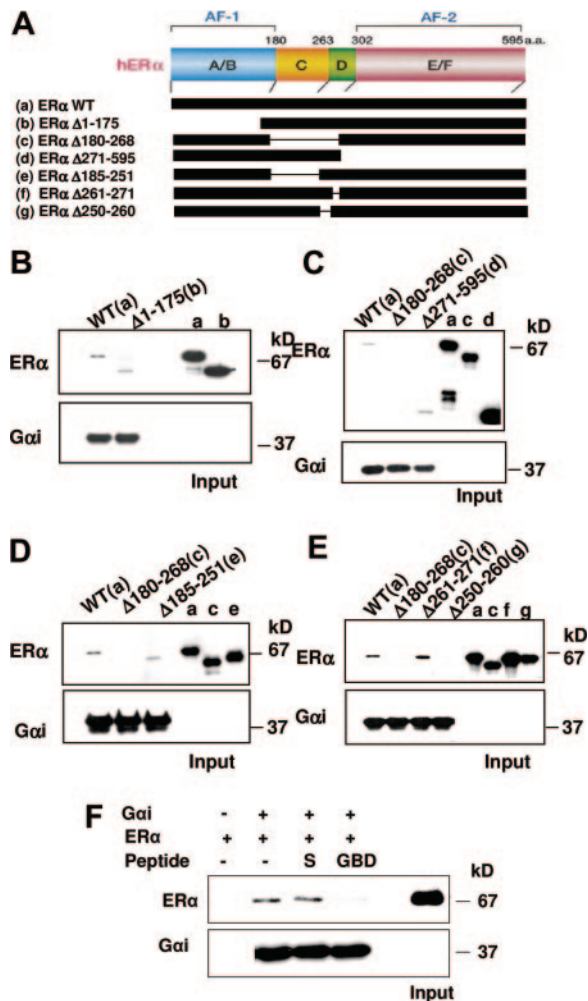 A
AF-1 AF-2
180 263 302 595 a.a.
hERα A/B C D E/F
(a) ERα WT
(b) ERα Δ1-175
(c) ERα Δ180-268
(d) ERα Δ271-595
(e) ERα Δ185-251
(f) ERα Δ261-271
(g) ERα Δ250-260
B
WT(a) Δ1-175(b) a b kD
ERα 67
Gαi 37
Input
C
WT(a) Δ180-268(c) Δ271-595(d) a c d kD
ERα 67
Gαi 37
Input
D
WT(a) Δ180-268(c) Δ185-251(e) a c e kD
ERα 67
Gαi 37
Input
E
WT(a) Δ180-268(c) Δ261-271(f) Δ250-260(g) a c f g kD
ERα 67
Gαi 37
Input
F
Gαi - + + +
ERα + + + +
Peptide - - S GBD kD
ERα 67
Gαi 37
Input